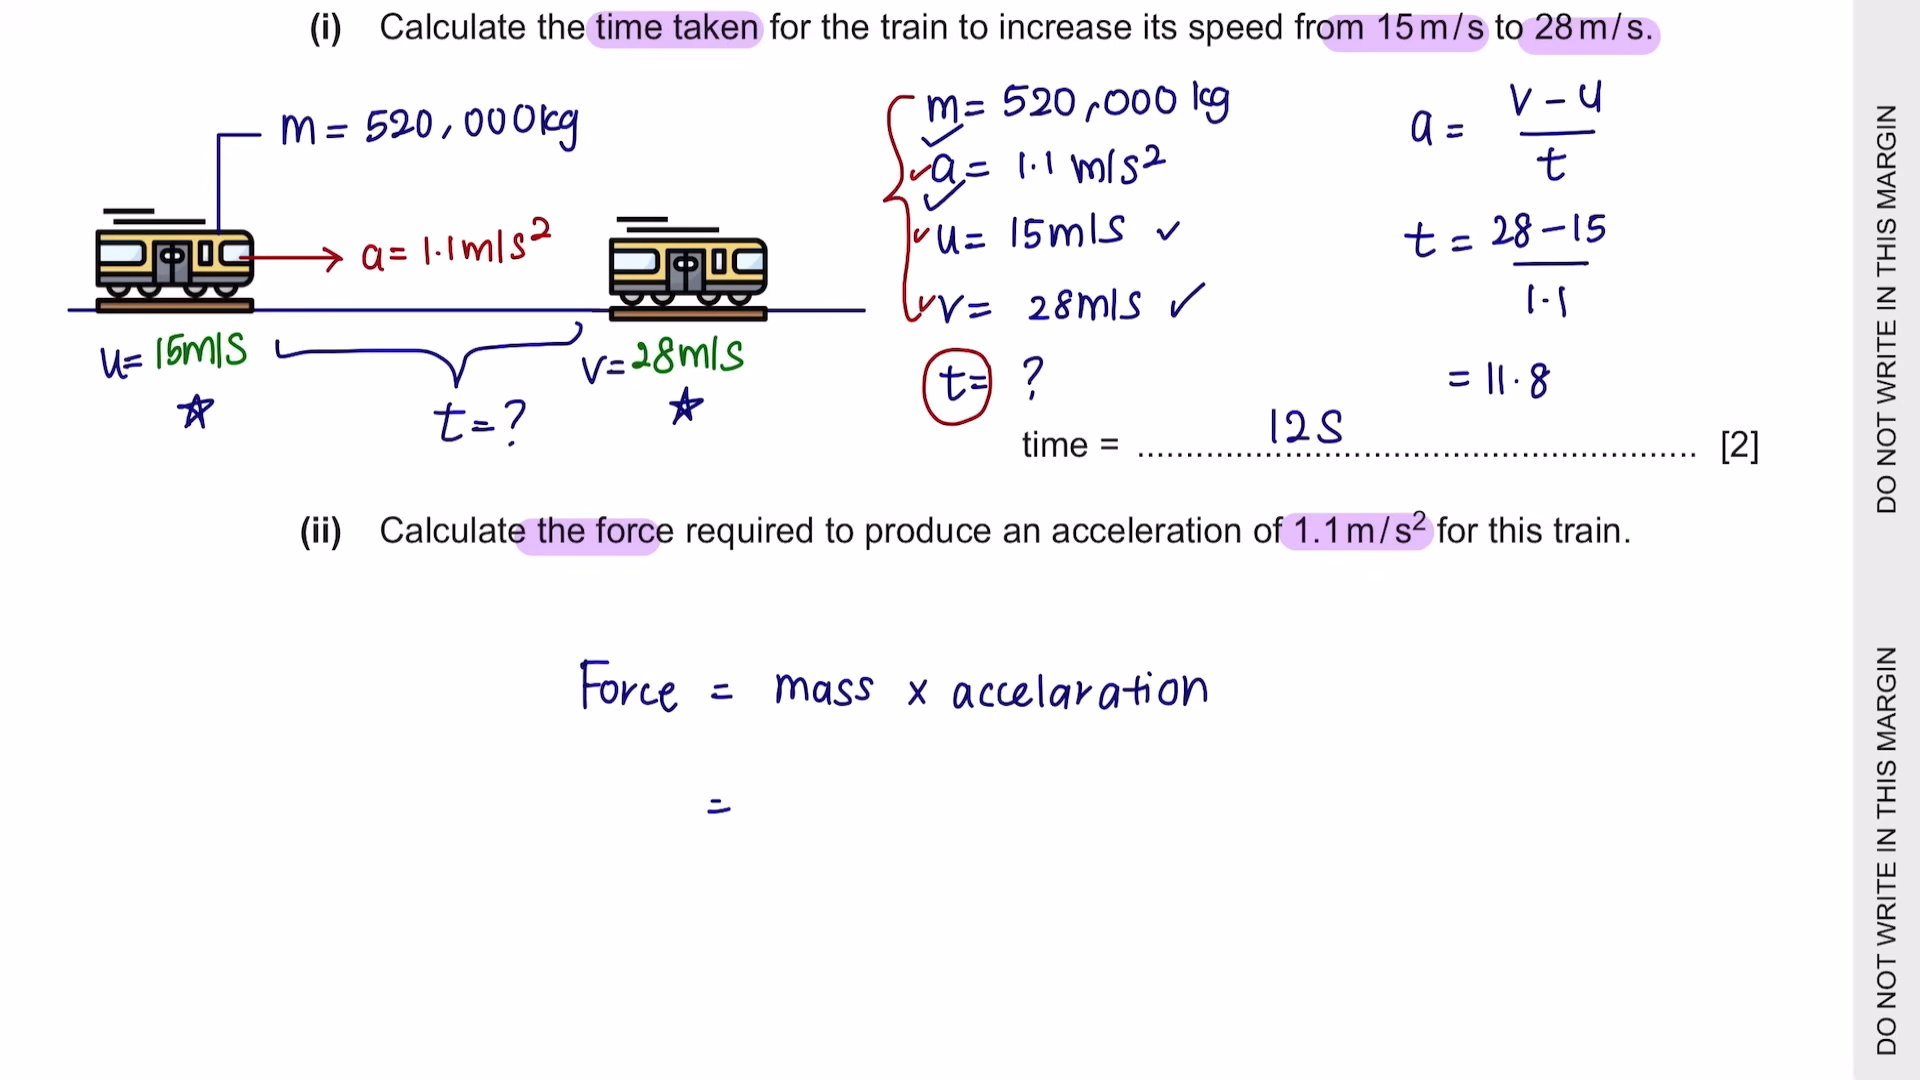 (i) Calculate the time taken for the train to increase its speed from 15 m/s to 28 m/s.
m = 520,000kg
a = 1.1m/s²
u = 15m/s
v = 28m/s
t = ?
m = 520,000 kg
a = 1.1 m/s²
u = 15m/s
v = 28m/s
t = ?
a = v - u / t
t = 28 - 15 / 1.1
= 11.8
time = 12s [2]
(ii) Calculate the force required to produce an acceleration of 1.1 m/s² for this train.
Force = mass x accelaration
=
DO NOT WRITE IN THIS MARGIN
DO NOT WRITE IN THIS MARGIN